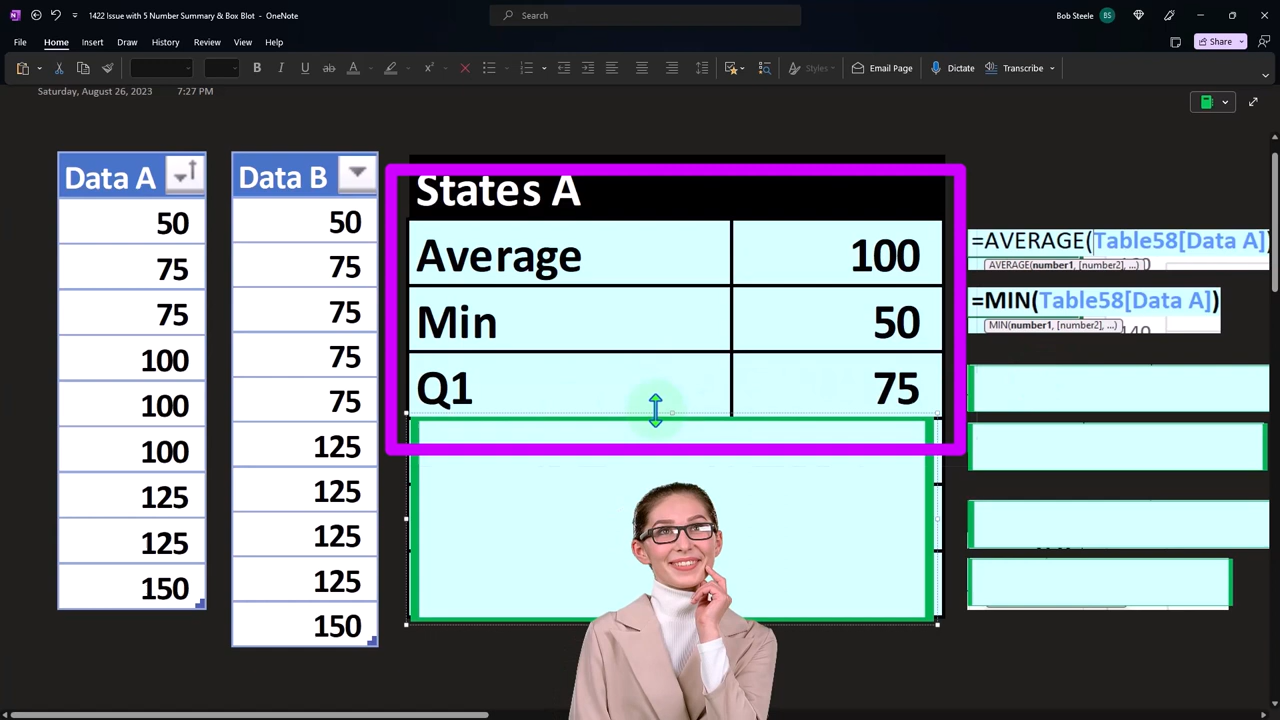 1422 Issue with 5 Number Summary & Box Blot - OneNote
Search
Bob Steele
BS
File Home Insert Draw History Review View Help
Share
Email Page
Dictate
Transcribe
Styles
Saturday, August 26, 2023 7:27 PM
Data A
50
75
75
100
100
100
125
125
150
Data B
50
75
75
75
75
125
125
125
125
150
States A
Average 100
Min 50
Q1 75
=AVERAGE(Table58[Data A])
AVERAGE(number1, [number2], ...)
=MIN(Table58[Data A])
MIN(number1, [number2], ...)
140